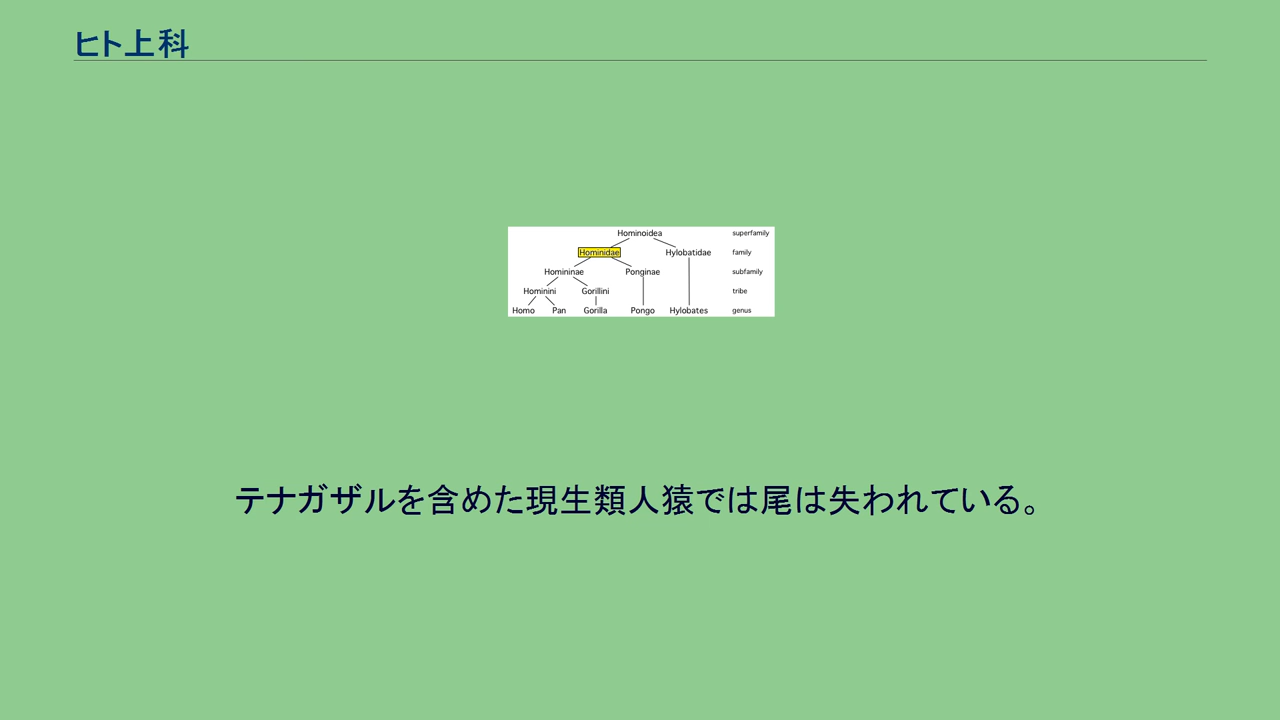 ヒト上科
Hominoidea superfamily
Hominidae Hylobatidae family
Homininae Ponginae subfamily
Hominini Gorillini tribe
Homo Pan Gorilla Pongo Hylobates genus
テナガザルを含めた現生類人猿では尾は失われている。